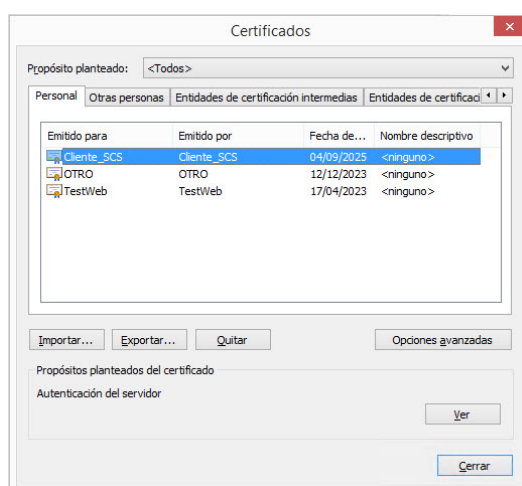 Certificados
Propósito planteado: <Todos>
Personal Otras personas Entidades de certificación intermedias Entidades de certificaci
Emitido para Emitido por Fecha de... Nombre descriptivo
Cliente_SCS Cliente_SCS 04/09/2025 <ninguno>
OTRO OTRO 12/12/2023 <ninguno>
TestWeb TestWeb 17/04/2023 <ninguno>
Importar... Exportar... Quitar Opciones avanzadas
Propósitos planteados del certificado
Autenticación del servidor
Ver
Cerrar